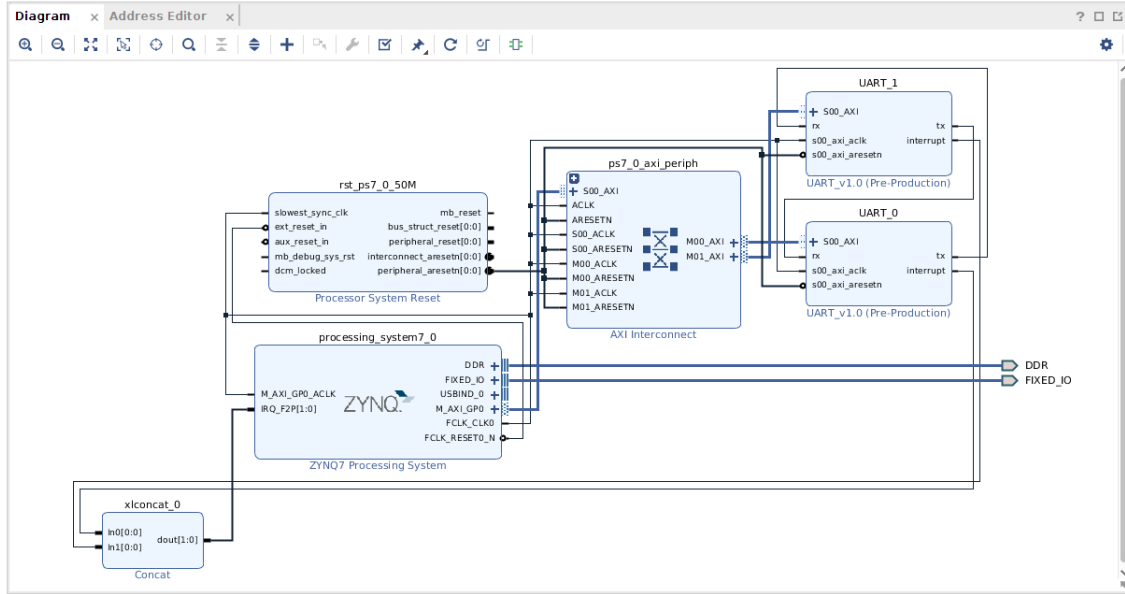 Diagram
Address Editor
UART_1
S00_AXI
rx
s00_axi_aclk
s00_axi_aresetn
tx
interrupt
UART_v1.0 (Pre-Production)
ps7_0_axi_periph
S00_AXI
ACLK
ARESETN
S00_ACLK
S00_ARESETN
M00_ACLK
M00_ARESETN
M01_ACLK
M01_ARESETN
M00_AXI
M01_AXI
AXI Interconnect
UART_0
S00_AXI
rx
s00_axi_aclk
s00_axi_aresetn
tx
interrupt
UART_v1.0 (Pre-Production)
rst_ps7_0_50M
slowest_sync_clk
ext_reset_in
aux_reset_in
mb_debug_sys_rst
dcm_locked
mb_reset
bus_struct_reset[0:0]
peripheral_reset[0:0]
interconnect_aresetn[0:0]
peripheral_aresetn[0:0]
Processor System Reset
processing_system7_0
M_AXI_GP0_ACLK
IRQ_F2P[1:0]
ZYNQ
DDR
FIXED_IO
USBIND_0
M_AXI_GP0
FCLK_CLK0
FCLK_RESET0_N
ZYNQ7 Processing System
DDR
FIXED_IO
xlconcat_0
In0[0:0]
In1[0:0]
dout[1:0]
Concat